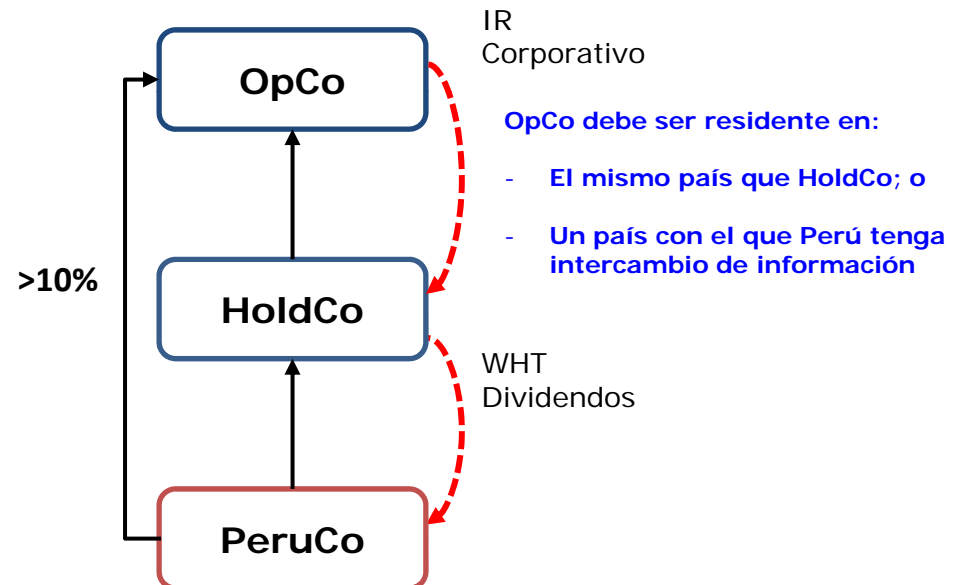 IR
Corporativo
OpCo
OpCo debe ser residente en:
- El mismo país que HoldCo; o
- Un país con el que Perú tenga
intercambio de información
>10%
HoldCo
WHT
Dividendos
PeruCo